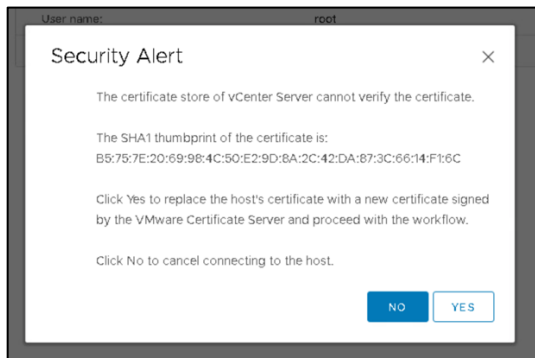 User name: root
Security Alert
The certificate store of vCenter Server cannot verify the certificate.
The SHA1 thumbprint of the certificate is:
B5:75:7E:20:69:98:4C:50:E2:9D:8A:2C:42:DA:87:3C:66:14:F1:6C
Click Yes to replace the host's certificate with a new certificate signed
by the VMware Certificate Server and proceed with the workflow.
Click No to cancel connecting to the host.
NO YES